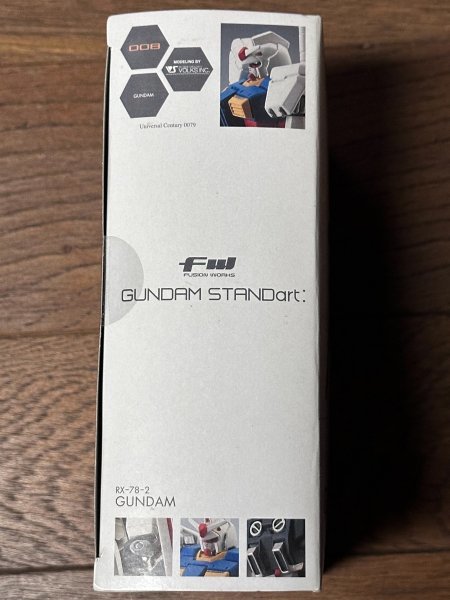 008
MODELING BY
VOLKS INC.
GUNDAM
Universal Century 0079
fw
FUSION WORKS
GUNDAM STANDart:
RX-78-2
GUNDAM